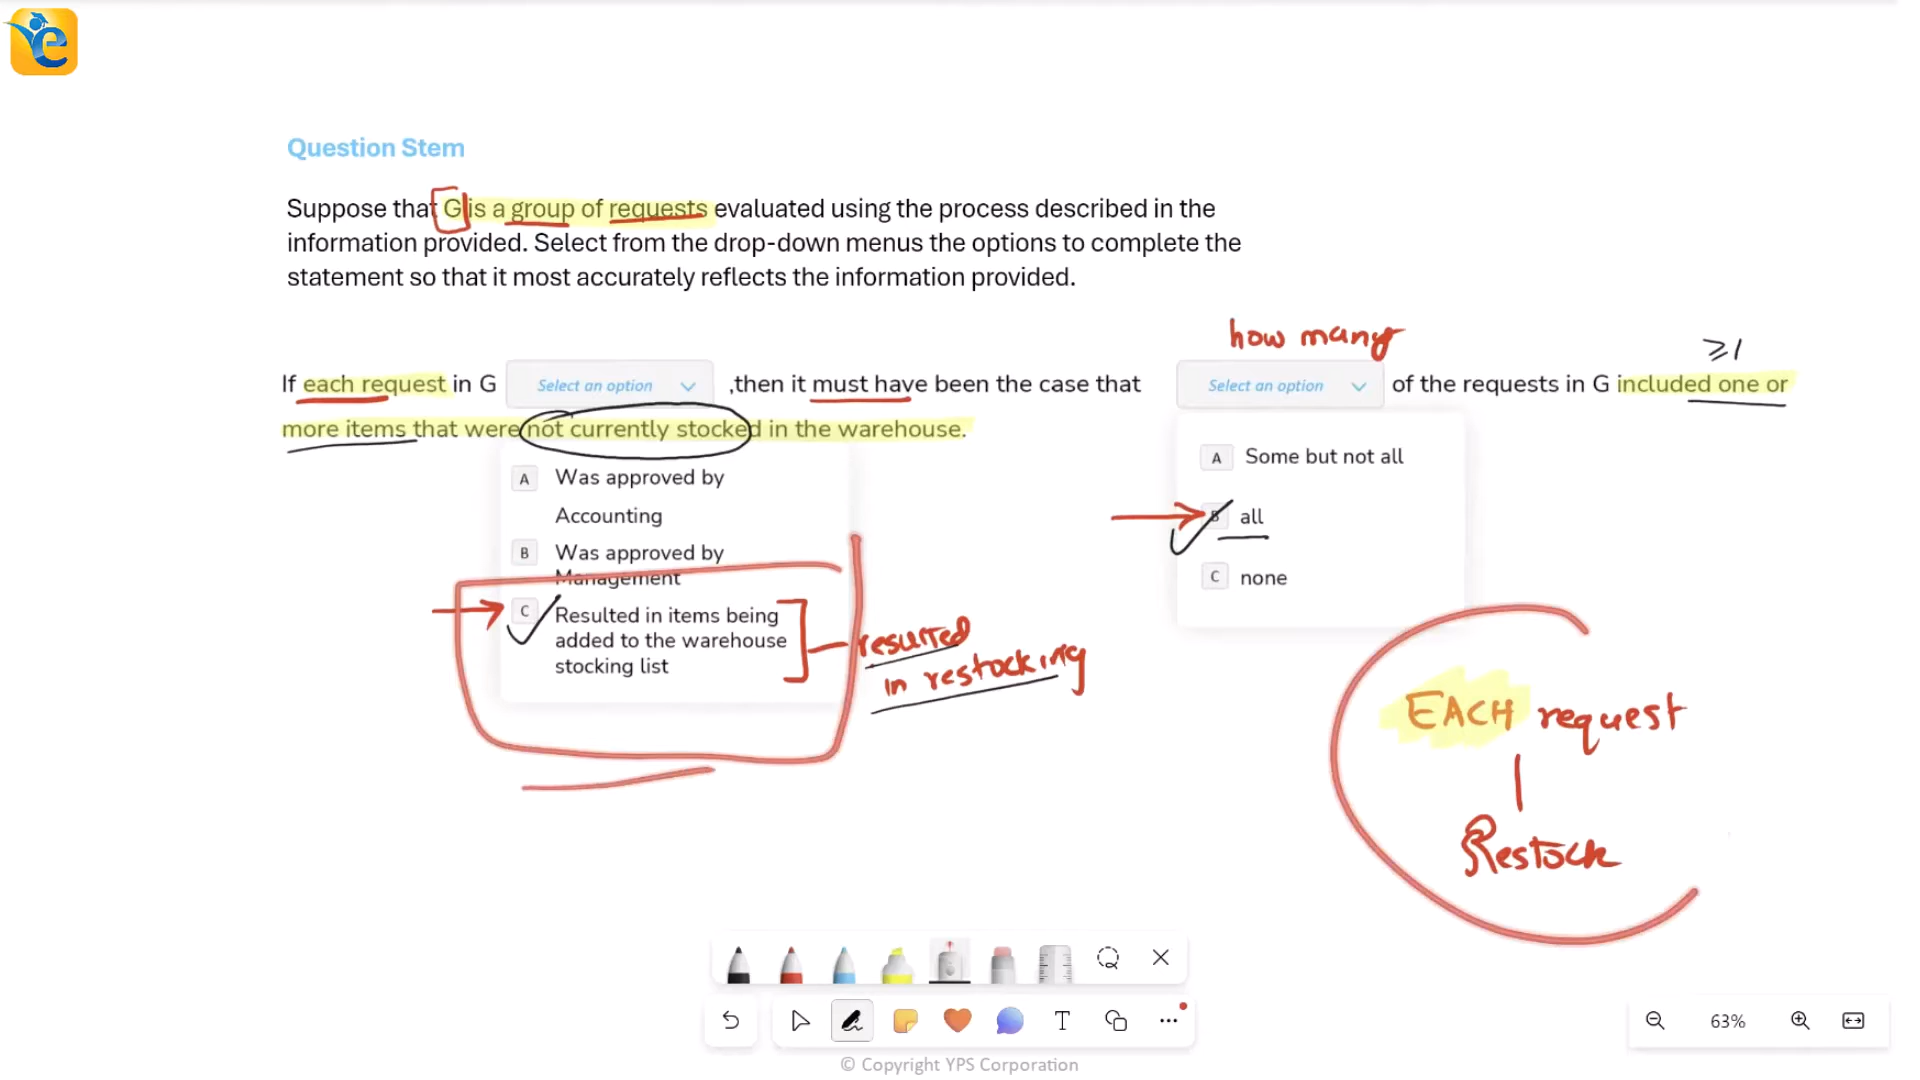 e
Question Stem
Suppose that G is a group of requests evaluated using the process described in the
information provided. Select from the drop-down menus the options to complete the
statement so that it most accurately reflects the information provided.
how many
≥1
If each request in G Select an option ,then it must have been the case that Select an option of the requests in G included one or
more items that were not currently stocked in the warehouse.
A Was approved by
Accounting
B Was approved by
Management
C Resulted in items being
added to the warehouse
stocking list
resulted
in restocking
A Some but not all
B all
C none
EACH request
Restock
T
63%
© Copyright YPS Corporation